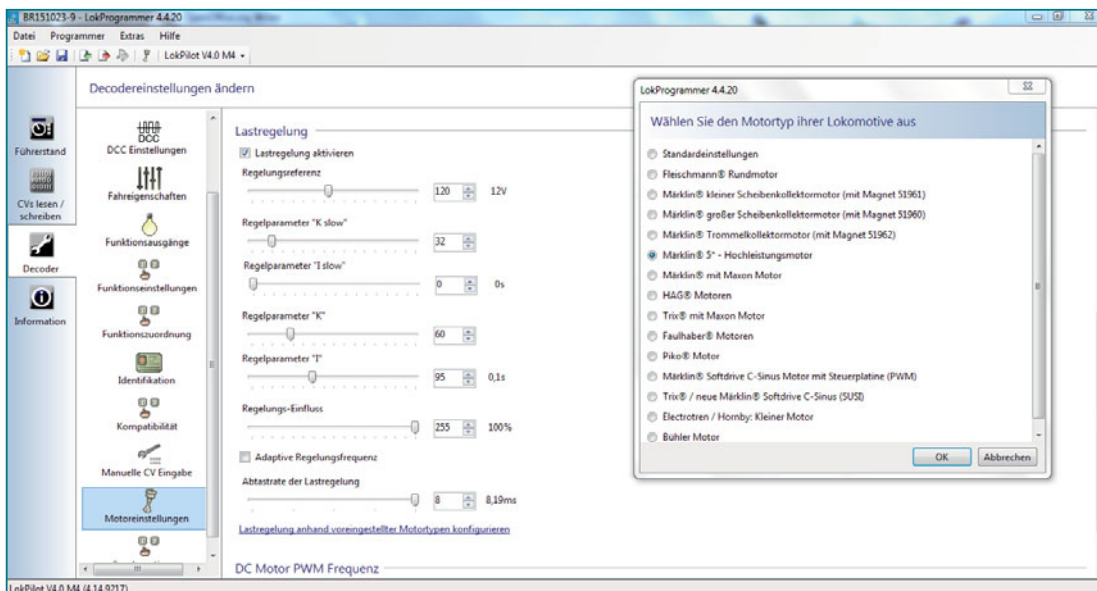 BR151023-9 - LokProgrammer 4.4.20
Datei Programmer Extras Hilfe
LokPilot V4.0 M4
Decodereinstellungen ändern
Führerstand
CVs lesen /
schreiben
Decoder
Information
DCC
DCC Einstellungen
Fahreigenschaften
Funktionsausgänge
Funktionseinstellungen
Funktionszuordnung
Identifikation
Kompatibilität
Manuelle CV Eingabe
Motoreinstellungen
Lastregelung
Lastregelung aktivieren
Regelungsreferenz
120 12V
Regelparameter "K slow"
32
Regelparameter "I slow"
0 0s
Regelparameter "K"
60
Regelparameter "I"
95 0,1s
Regelungs-Einfluss
255 100%
Adaptive Regelungsfrequenz
Abtastrate der Lastregelung
8 8,19ms
Lastregelung anhand voreingestellter Motortypen konfigurieren
DC Motor PWM Frequenz
LokProgrammer 4.4.20
Wählen Sie den Motortyp ihrer Lokomotive aus
Standardeinstellungen
Fleischmann® Rundmotor
Märklin® kleiner Scheibenkollektormotor (mit Magnet 51961)
Märklin® großer Scheibenkollektormotor (mit Magnet 51960)
Märklin® Trommelkollektormotor (mit Magnet 51962)
Märklin® 5* - Hochleistungsmotor
Märklin® mit Maxon Motor
HAG® Motoren
Trix® mit Maxon Motor
Faulhaber® Motoren
Piko® Motor
Märklin® Softdrive C-Sinus Motor mit Steuerplatine (PWM)
Trix® / neue Märklin® Softdrive C-Sinus (SUSI)
Electrotren / Hornby: Kleiner Motor
Bühler Motor
OK Abbrechen
LokPilot V4.0 M4 (4.14.9217)